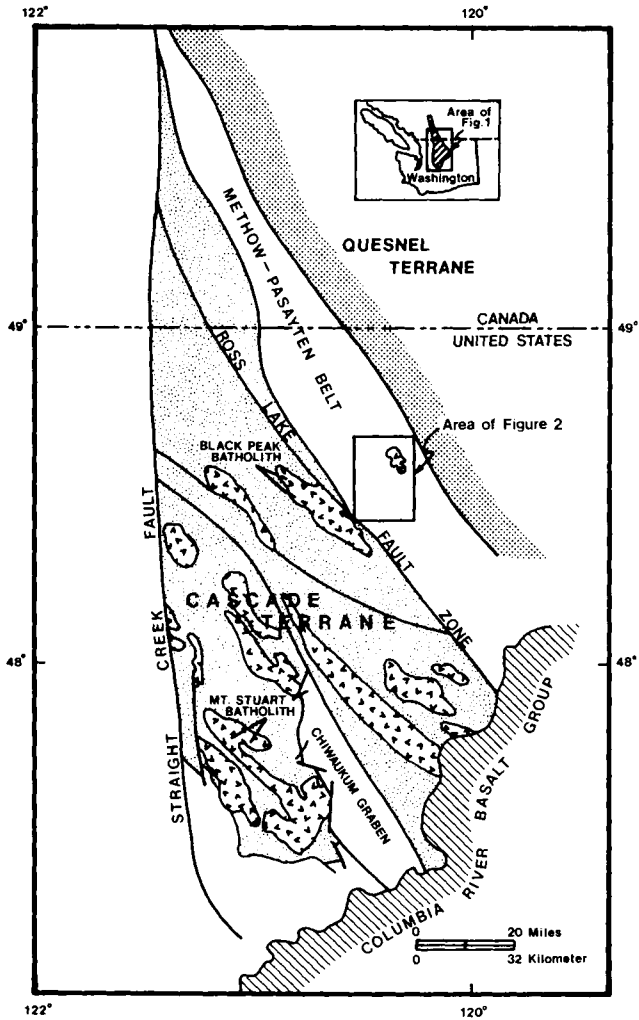 122°
120°
Area of
Fig.1
Washington
METHOW-PASAYTEN BELT
QUESNEL
TERRANE
49°
CANADA
49°
UNITED STATES
ROSS LAKE FAULT ZONE
Area of Figure 2
BLACK PEAK
BATHOLITH
STRAIGHT CREEK FAULT
CASCADE
TERRANE
48°
48°
MT. STUART
BATHOLITH
CHIWAUKUM GRABEN
COLUMBIA RIVER BASALT GROUP
0 20 Miles
0 32 Kilometer
122°
120°